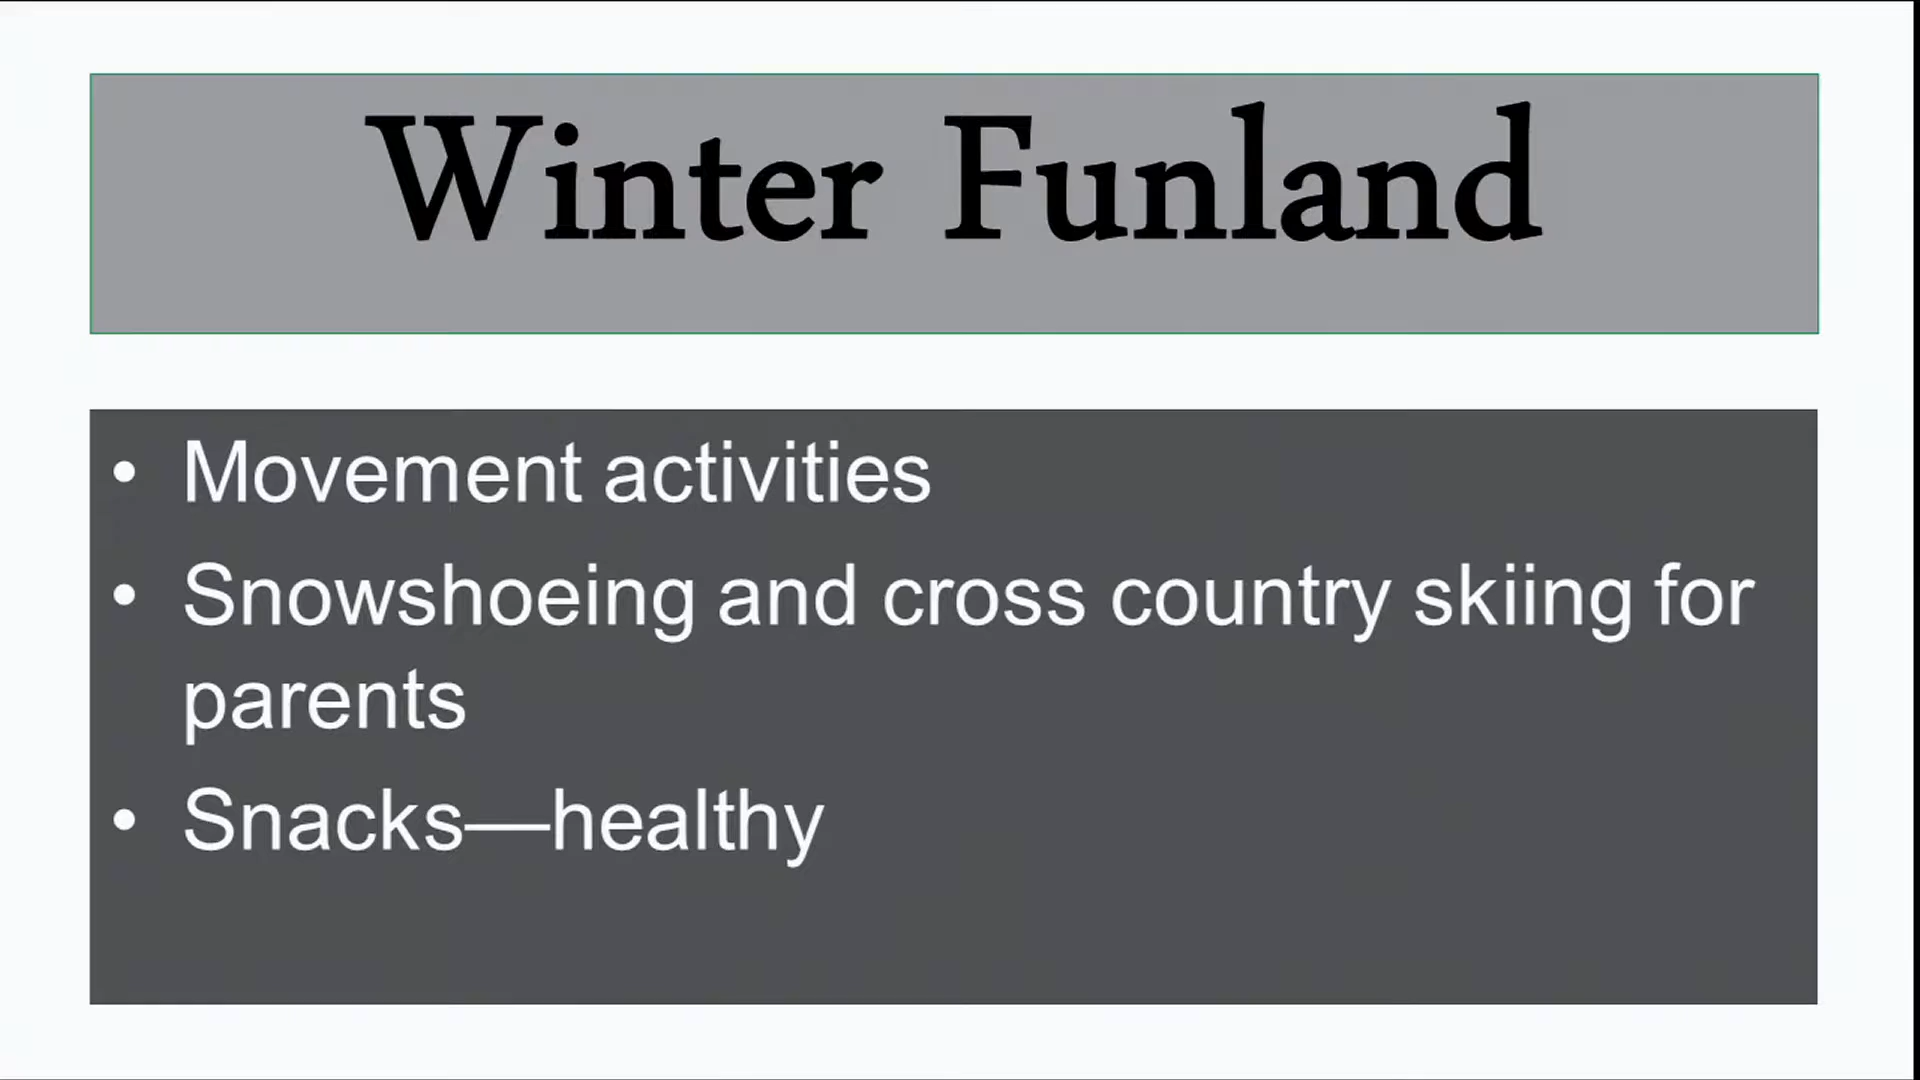 Winter Funland
• Movement activities
• Snowshoeing and cross country skiing for
parents
• Snacks—healthy